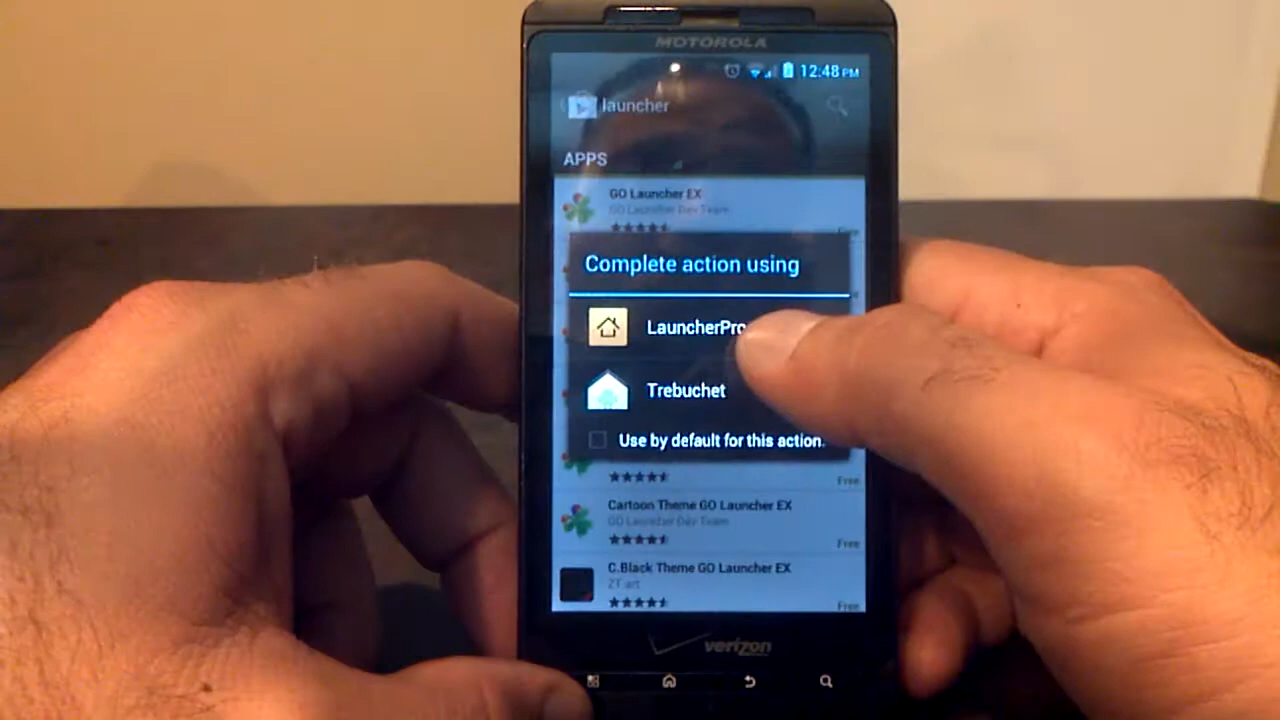 MOTOROLA
12:48 PM
launcher
APPS
GO Launcher EX
GO Launcher Dev Team
Free
Complete action using
LauncherPro
Trebuchet
Use by default for this action.
Free
Cartoon Theme GO Launcher EX
GO Launcher Dev Team
Free
C.Black Theme GO Launcher EX
ZT.art
Free
verizon